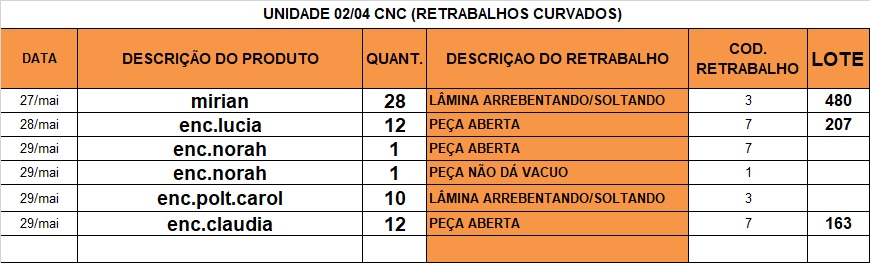 UNIDADE 02/04 CNC (RETRABALHOS CURVADOS)
DATA DESCRIÇÃO DO PRODUTO QUANT. DESCRIÇAO DO RETRABALHO COD. RETRABALHO LOTE
27/mai mirian 28 LÂMINA ARREBENTANDO/SOLTANDO 3 480
28/mai enc.lucia 12 PEÇA ABERTA 7 207
29/mai enc.norah 1 PEÇA ABERTA 7
29/mai enc.norah 1 PEÇA NÃO DÁ VACUO 1
29/mai enc.polt.carol 10 LÂMINA ARREBENTANDO/SOLTANDO 3
29/mai enc.claudia 12 PEÇA ABERTA 7 163